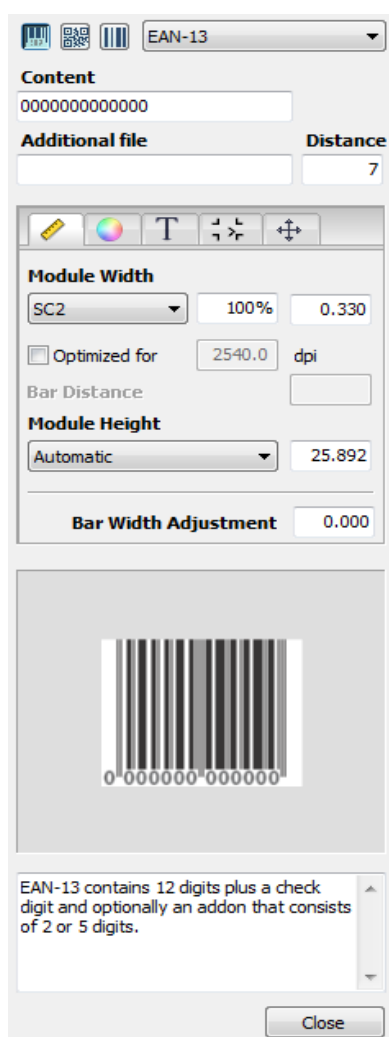 EAN-13
Content
0000000000000
Additional file Distance
7
T
Module Width
SC2 100% 0.330
Optimized for 2540.0 dpi
Bar Distance
Module Height
Automatic 25.892
Bar Width Adjustment 0.000
0 000000 000000
EAN-13 contains 12 digits plus a check
digit and optionally an addon that consists
of 2 or 5 digits.
Close